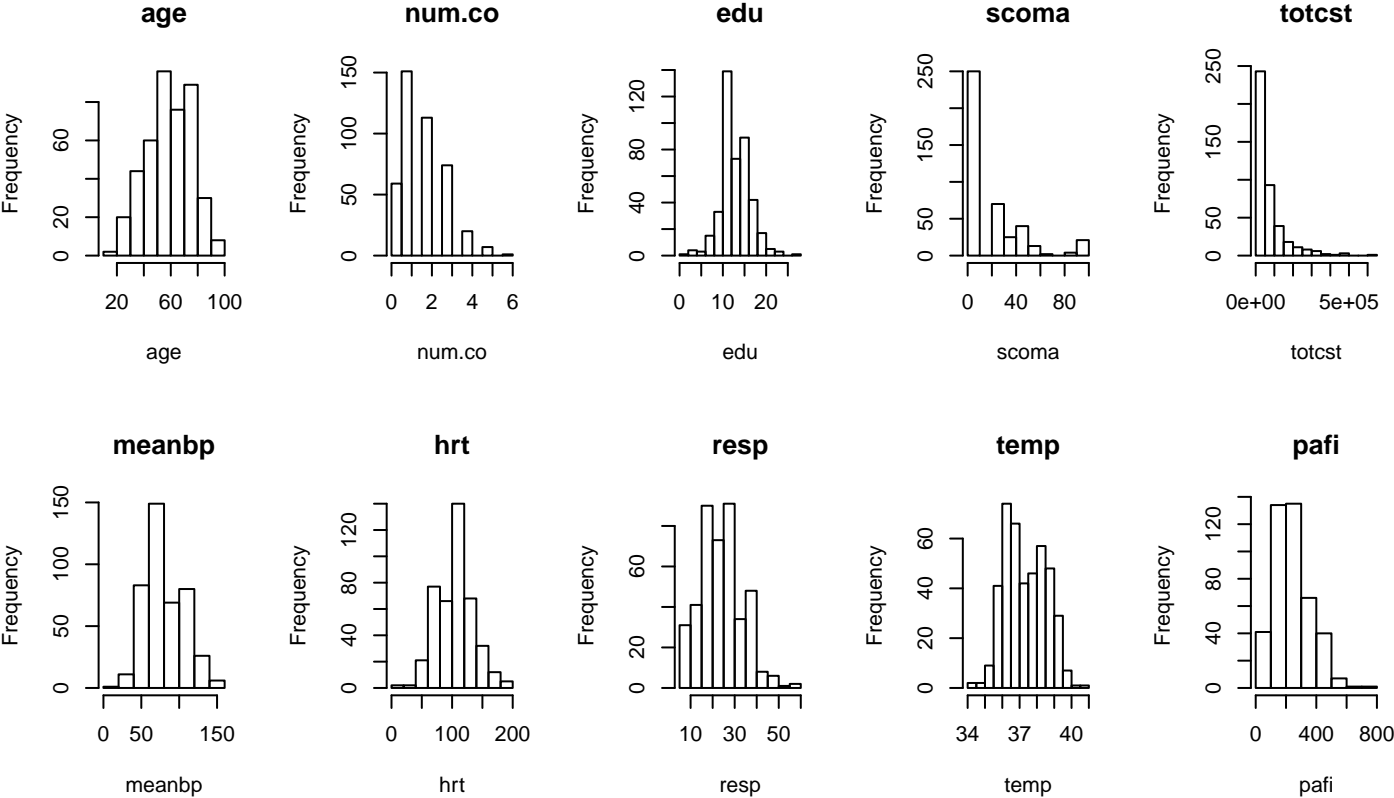 age num.co edu scoma totcst
Frequency Frequency Frequency Frequency Frequency
20 60
0 50 100 150
0 40 80 120
0 50 150 250
0 50 150 250
20 60 100
0 2 4 6
0 10 20
0 40 80
0e+00 5e+05
age num.co edu scoma totcst
meanbp hrt resp temp pafi
Frequency Frequency Frequency Frequency Frequency
0 50 100 150
0 40 80 120
0 20 60
0 20 40 60
0 40 80 120
0 50 150
0 100 200
10 30 50
34 37 40
0 400 800
meanbp hrt resp temp pafi